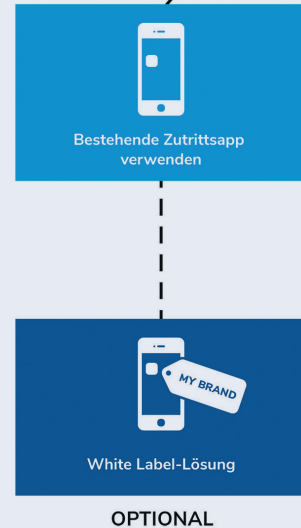 Bestehende Zutrittsapp
verwenden
MY BRAND
White Label-Lösung
OPTIONAL